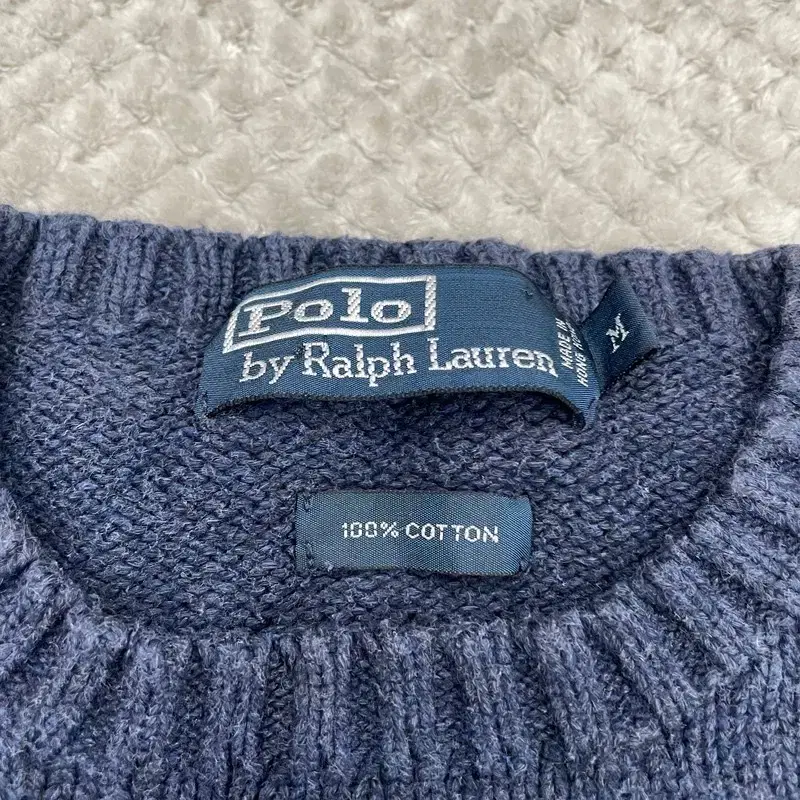 Polo
by Ralph Lauren
MADE IN
HONG KONG
M
100% COTTON